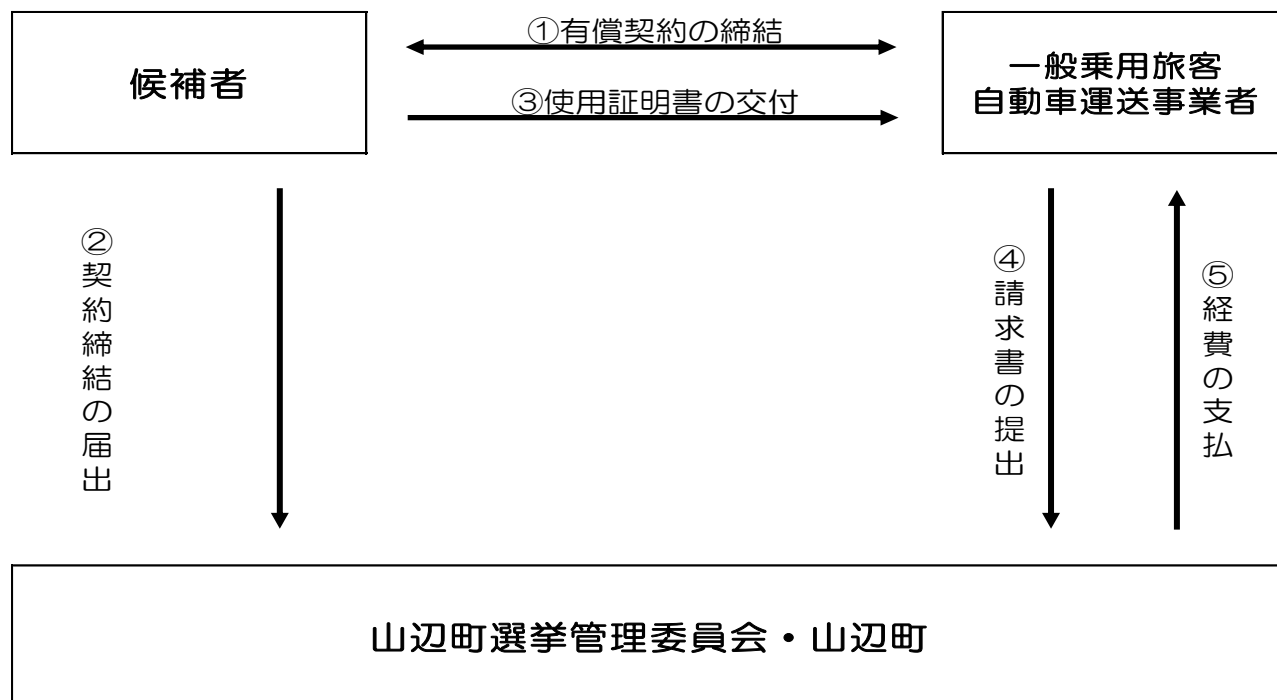 ①有償契約の締結
候補者
一般乗用旅客
自動車運送事業者
③使用証明書の交付
②契約締結の届出
④請求書の提出
⑤経費の支払
山辺町選挙管理委員会・山辺町